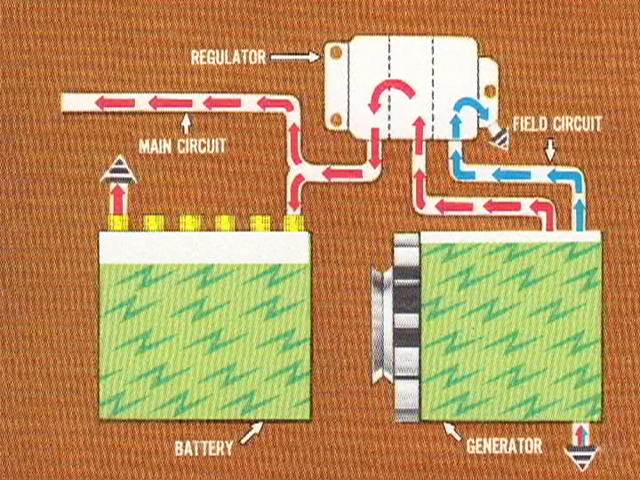 REGULATOR
FIELD CIRCUIT
MAIN CIRCUIT
BATTERY
GENERATOR